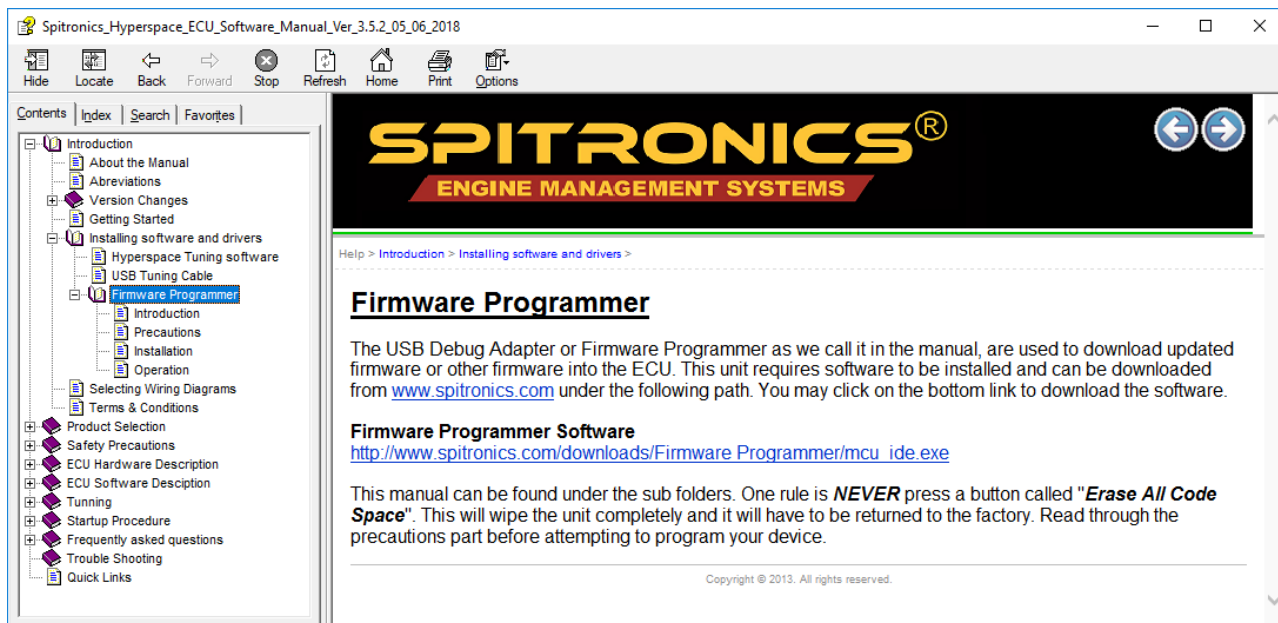 Spitronics_Hyperspace_ECU_Software_Manual_Ver_3.5.2_05_06_2018
Hide Locate Back Forward Stop Refresh Home Print Options
Contents Index Search Favorites
Introduction
About the Manual
Abreviations
Version Changes
Getting Started
Installing software and drivers
Hyperspace Tuning software
USB Tuning Cable
Firmware Programmer
Introduction
Precautions
Installation
Operation
Selecting Wiring Diagrams
Terms & Conditions
Product Selection
Safety Precautions
ECU Hardware Description
ECU Software Desciption
Tunning
Startup Procedure
Frequently asked questions
Trouble Shooting
Quick Links
SPITRONICS®
ENGINE MANAGEMENT SYSTEMS
Help > Introduction > Installing software and drivers >
Firmware Programmer
The USB Debug Adapter or Firmware Programmer as we call it in the manual, are used to download updated
firmware or other firmware into the ECU. This unit requires software to be installed and can be downloaded
from www.spitronics.com under the following path. You may click on the bottom link to download the software.
Firmware Programmer Software
http://www.spitronics.com/downloads/Firmware Programmer/mcu_ide.exe
This manual can be found under the sub folders. One rule is NEVER press a button called "Erase All Code
Space". This will wipe the unit completely and it will have to be returned to the factory. Read through the
precautions part before attempting to program your device.
Copyright © 2013. All rights reserved.